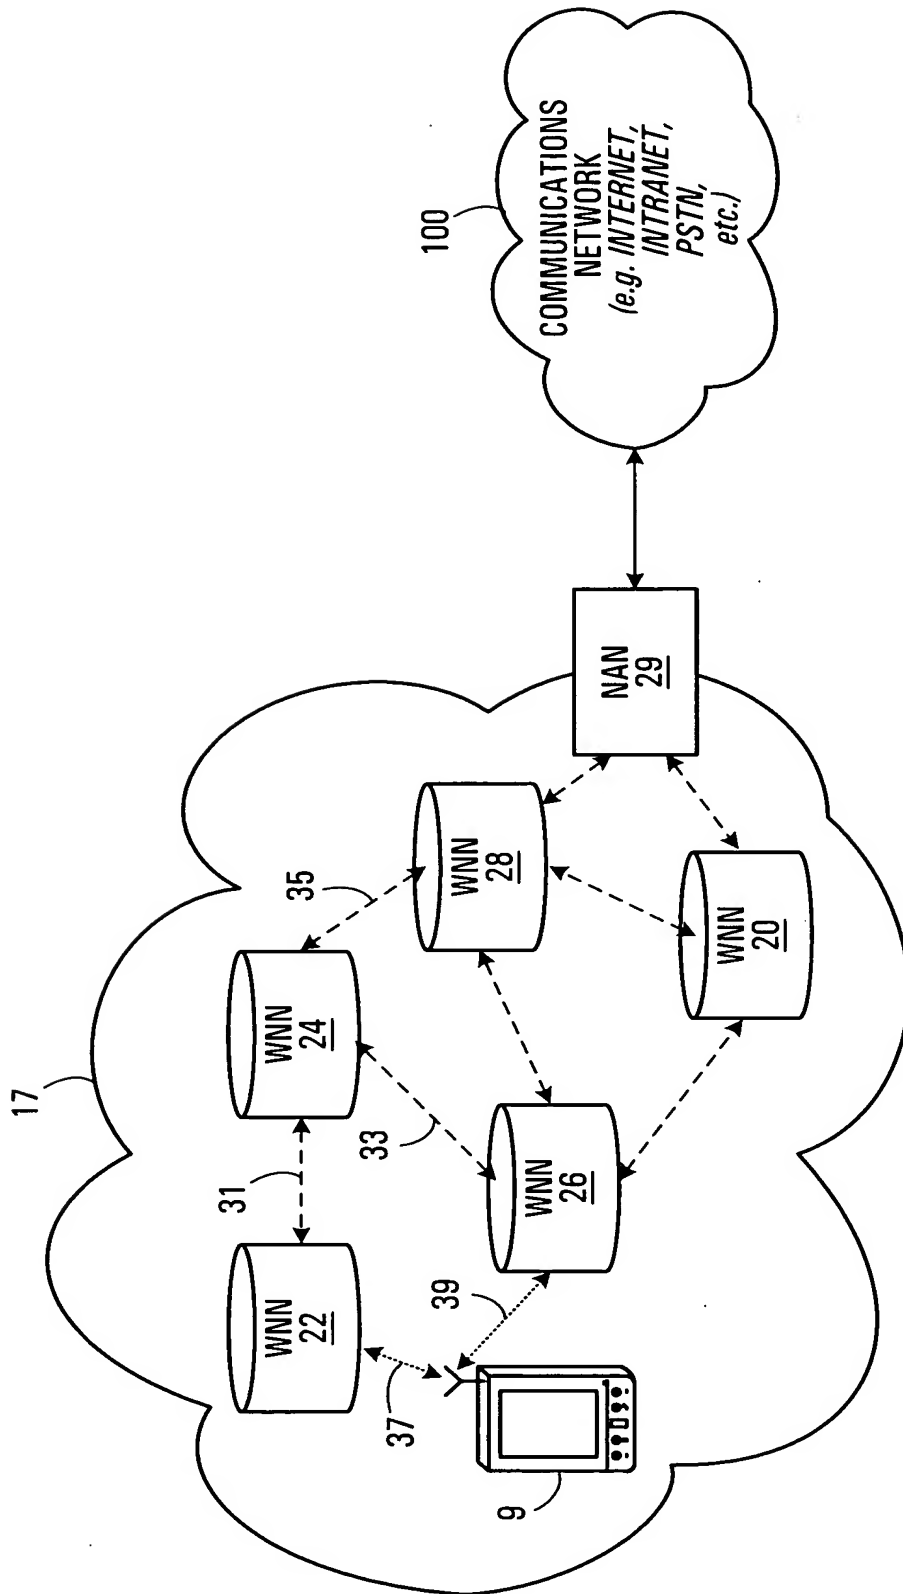 17
100
COMMUNICATIONS
NETWORK
(e.g. INTERNET,
INTRANET,
PSTN,
etc.)
35
31
33
WNN
22
WNN
24
WNN
28
NAN
29
37
39
WNN
26
WNN
20
9